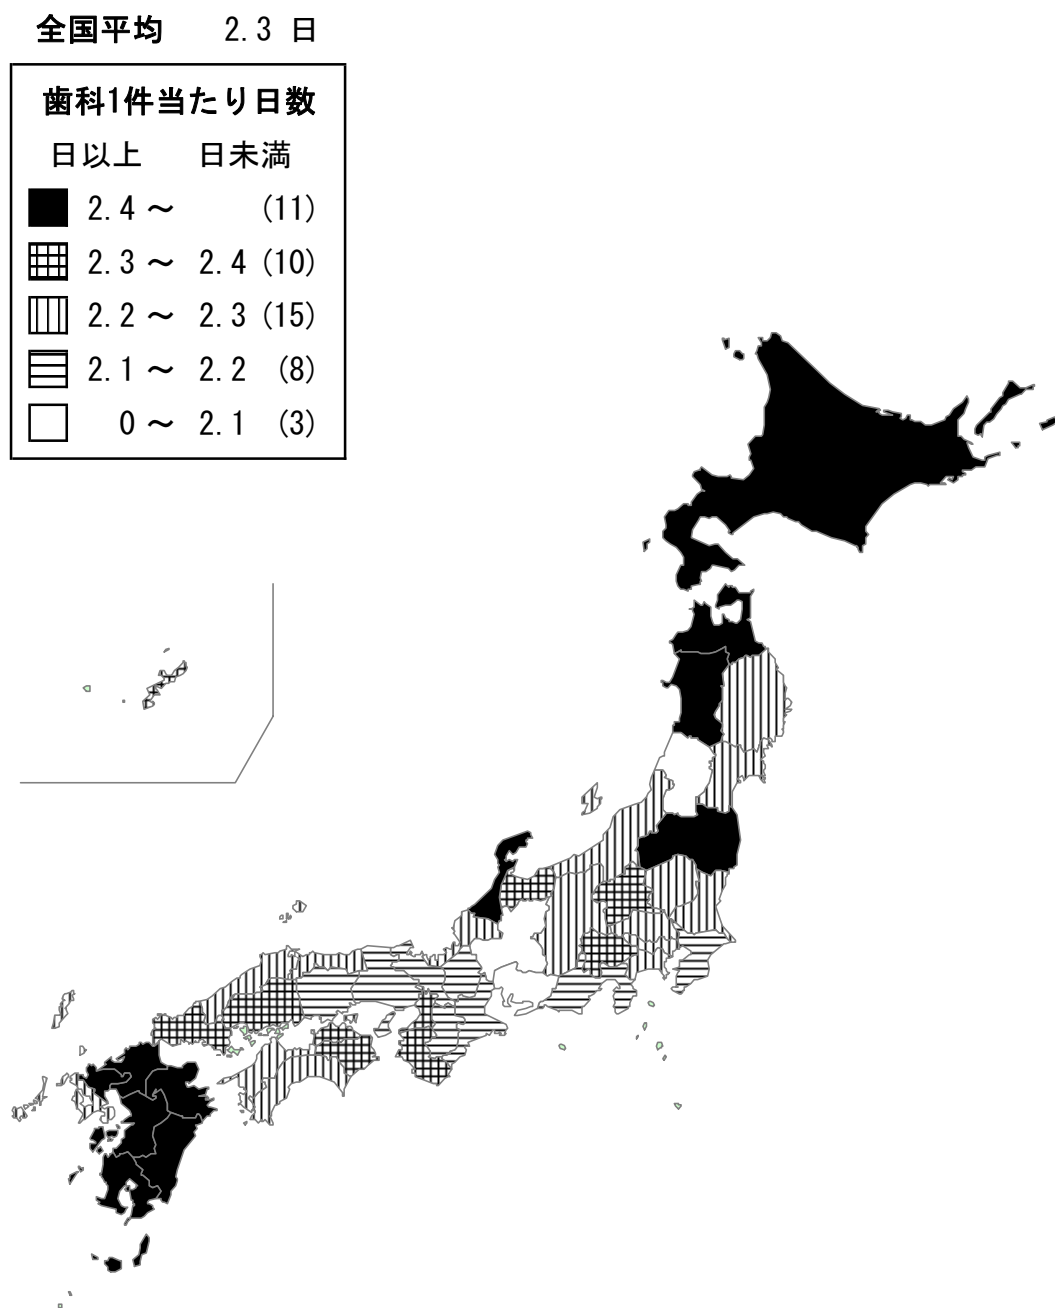 全国平均 2.3 日
歯科1件当たり日数
日以上 日未満
2.4 ～ (11)
2.3 ～ 2.4 (10)
2.2 ～ 2.3 (15)
2.1 ～ 2.2 (8)
0 ～ 2.1 (3)